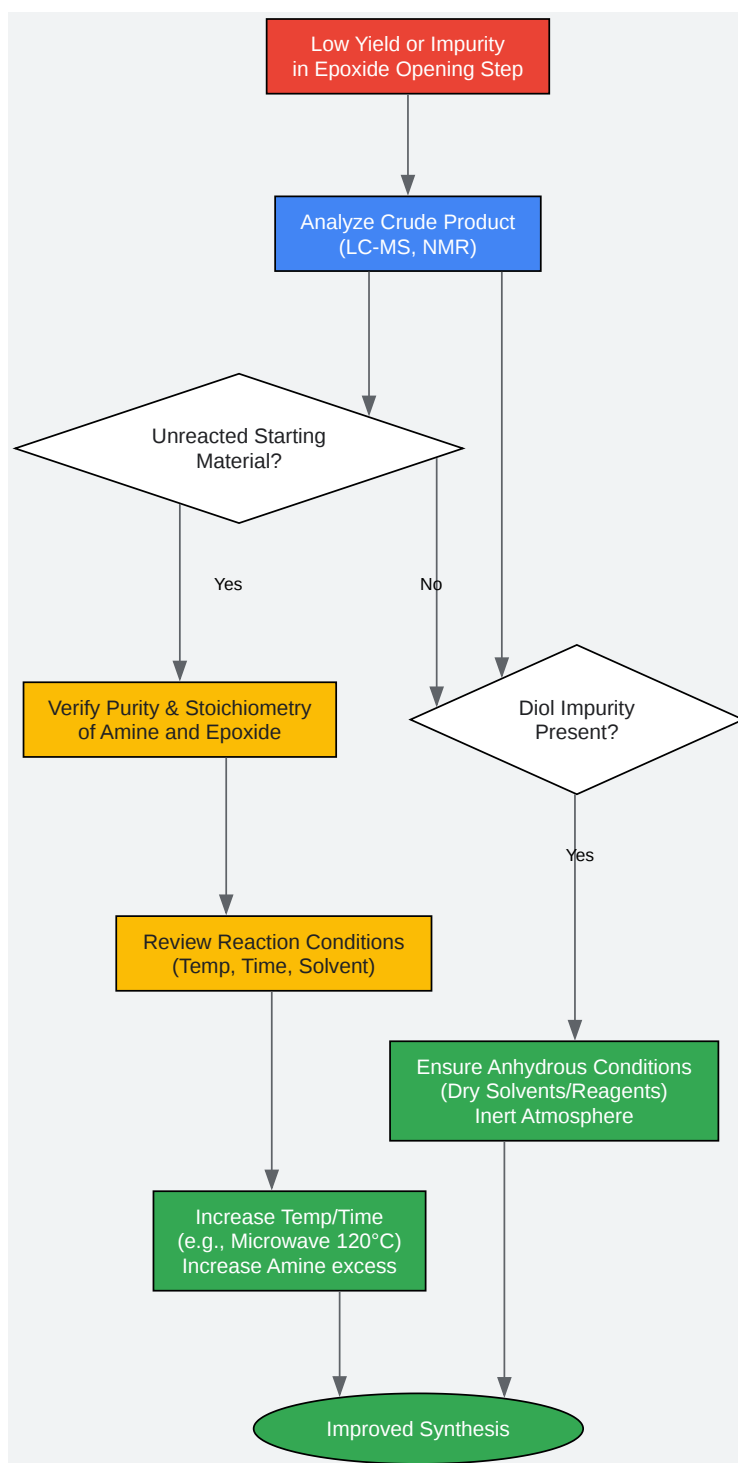 Low Yield or Impurity
in Epoxide Opening Step
Analyze Crude Product
(LC-MS, NMR)
Unreacted Starting
Material?
Yes
No
Verify Purity & Stoichiometry
of Amine and Epoxide
Diol Impurity
Present?
Yes
Review Reaction Conditions
(Temp, Time, Solvent)
Ensure Anhydrous Conditions
(Dry Solvents/Reagents)
Inert Atmosphere
Increase Temp/Time
(e.g., Microwave 120°C)
Increase Amine excess
Improved Synthesis